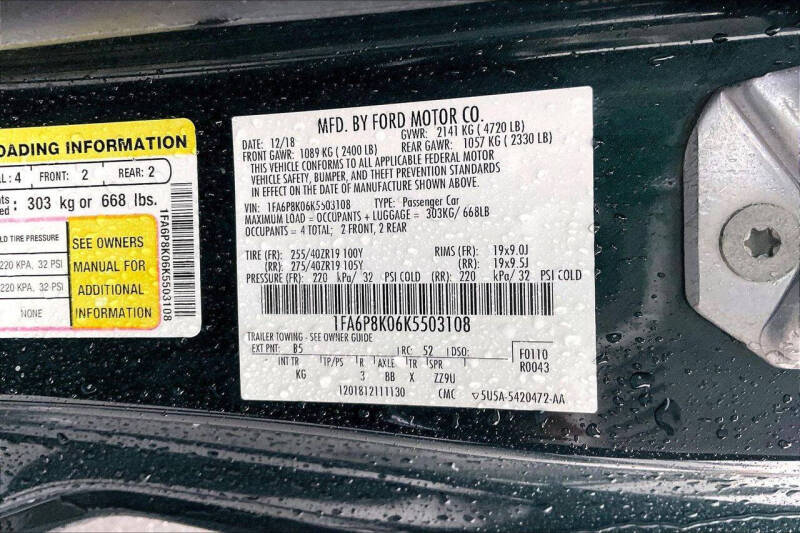 OADING INFORMATION
AL: 4 FRONT: 2 REAR: 2
303 kg or 668 lbs.
TIRE PRESSURE
220 KPA, 32 PSI
220 KPA, 32 PSI
NONE
SEE OWNERS
MANUAL FOR
ADDITIONAL
INFORMATION
1FA6P8K06K5503108
MFD. BY FORD MOTOR CO.
DATE: 12/18 GVWR: 2141 KG ( 4720 LB)
FRONT GAWR: 1089 KG ( 2400 LB) REAR GAWR: 1057 KG ( 2330 LB)
THIS VEHICLE CONFORMS TO ALL APPLICABLE FEDERAL MOTOR
VEHICLE SAFETY, BUMPER, AND THEFT PREVENTION STANDARDS
IN EFFECT ON THE DATE OF MANUFACTURE SHOWN ABOVE.
VIN: 1FA6P8K06K5503108 TYPE: Passenger Car
MAXIMUM LOAD = OCCUPANTS + LUGGAGE = 303KG/ 668LB
OCCUPANTS = 4 TOTAL; 2 FRONT, 2 REAR
TIRE (FF): 255/40ZR19 100Y RIMS (FF): 19x9.0J
(RR): 275/40ZR19 105Y (RR): 19x9.5J
PRESSURE (FF): 220 kPa/ 32 PSI COLD (RR): 220 kPa/ 32 PSI COLD
1FA6P8K06K5503108
TRAILER TOWING - SEE OWNER GUIDE
EXT PNT: B5 RC: 52 DSO: F0110
INT TR TP/PS R AXLE TR SPR R0043
KG 3 BB X ZZ9U
1201812111130 CMC 5U5A-5420472-AA